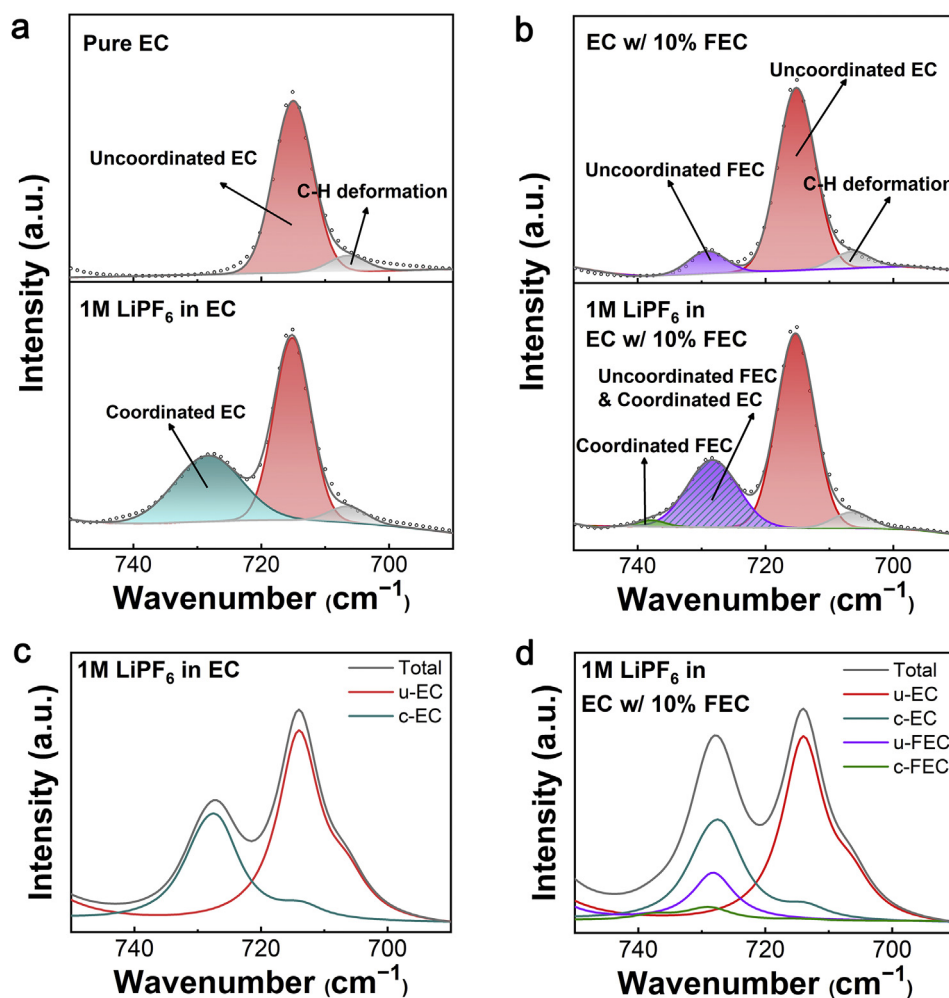 a
Pure EC
Uncoordinated EC
C-H deformation
1M LiPF₆ in EC
Coordinated EC
Intensity (a.u.)
740 720 700
Wavenumber (cm⁻¹)
b
EC w/ 10% FEC
Uncoordinated EC
Uncoordinated FEC
C-H deformation
1M LiPF₆ in
EC w/ 10% FEC
Uncoordinated FEC
& Coordinated EC
Coordinated FEC
Intensity (a.u.)
740 720 700
Wavenumber (cm⁻¹)
c
1M LiPF₆ in EC
Total
u-EC
c-EC
Intensity (a.u.)
740 720 700
Wavenumber (cm⁻¹)
d
1M LiPF₆ in
EC w/ 10% FEC
Total
u-EC
c-EC
u-FEC
c-FEC
Intensity (a.u.)
740 720 700
Wavenumber (cm⁻¹)